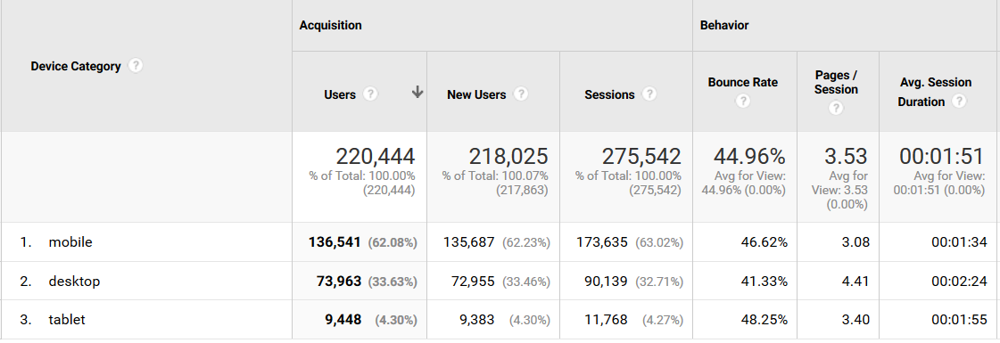 Acquisition Behavior
Device Category ?
Users ? New Users ? Sessions ? Bounce Rate ? Pages / Session ? Avg. Session Duration ?
220,444 218,025 275,542 44.96% 3.53 00:01:51
% of Total: 100.00% (220,444) % of Total: 100.07% (217,863) % of Total: 100.00% (275,542) Avg for View: 44.96% (0.00%) Avg for View: 3.53 (0.00%) Avg for View: 00:01:51 (0.00%)
1. mobile 136,541 (62.08%) 135,687 (62.23%) 173,635 (63.02%) 46.62% 3.08 00:01:34
2. desktop 73,963 (33.63%) 72,955 (33.46%) 90,139 (32.71%) 41.33% 4.41 00:02:24
3. tablet 9,448 (4.30%) 9,383 (4.30%) 11,768 (4.27%) 48.25% 3.40 00:01:55